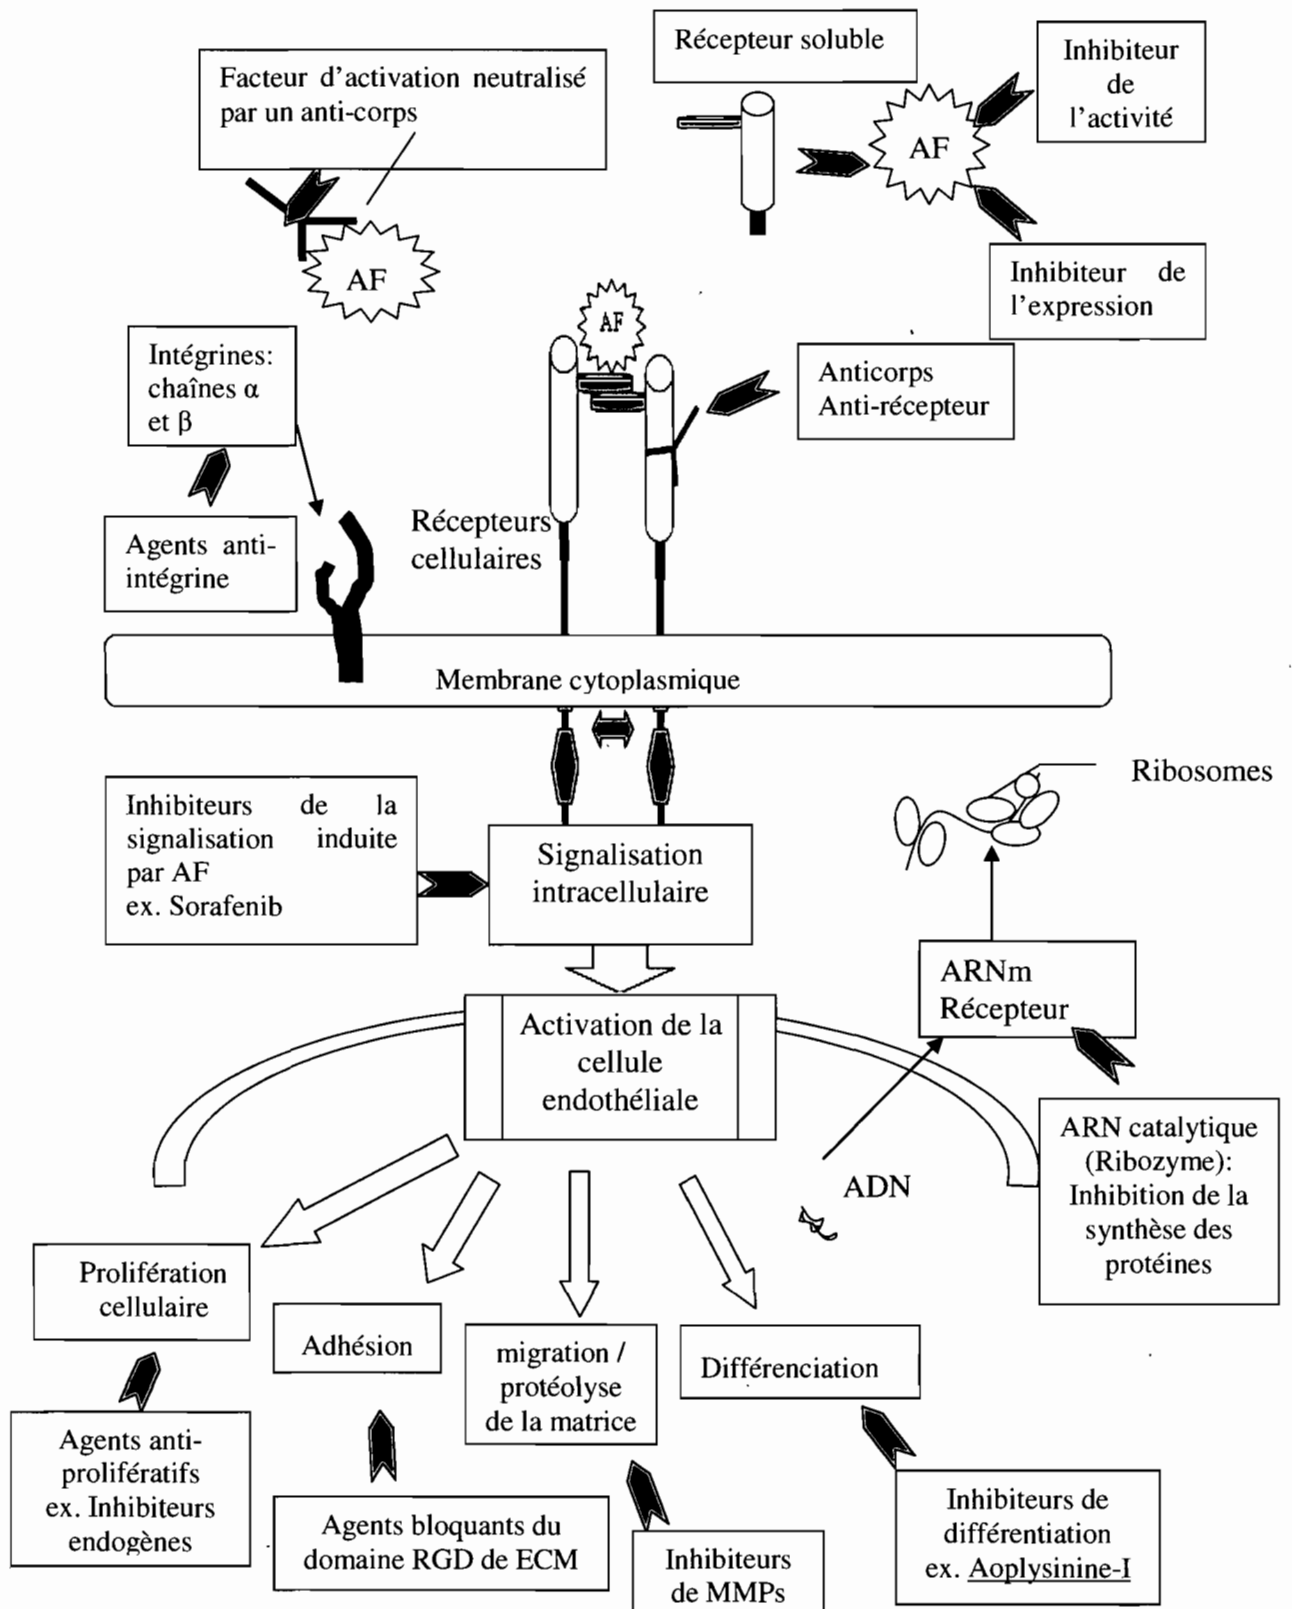 Récepteur soluble
Inhibiteur
de
l'activité
Facteur d'activation neutralisé
par un anti-corps
AF
AF
Inhibiteur de
l'expression
AF
Intégrines:
chaînes α
et β
Anticorps
Anti-récepteur
Agents anti-
intégrine
Récepteurs
cellulaires
Membrane cytoplasmique
Ribosomes
Inhibiteurs de la
signalisation induite
par AF
ex. Sorafenib
Signalisation
intracellulaire
ARNm
Récepteur
Activation de la
cellule
endothéliale
ARN catalytique
(Ribozyme):
Inhibition de la
synthèse des
protéines
ADN
Prolifération
cellulaire
Adhésion
migration /
protéolyse
de la matrice
Différenciation
Agents anti-
prolifératifs
ex. Inhibiteurs
endogènes
Agents bloquants du
domaine RGD de ECM
Inhibiteurs
de MMPs
Inhibiteurs de
différentiation
ex. Aoplysinine-I